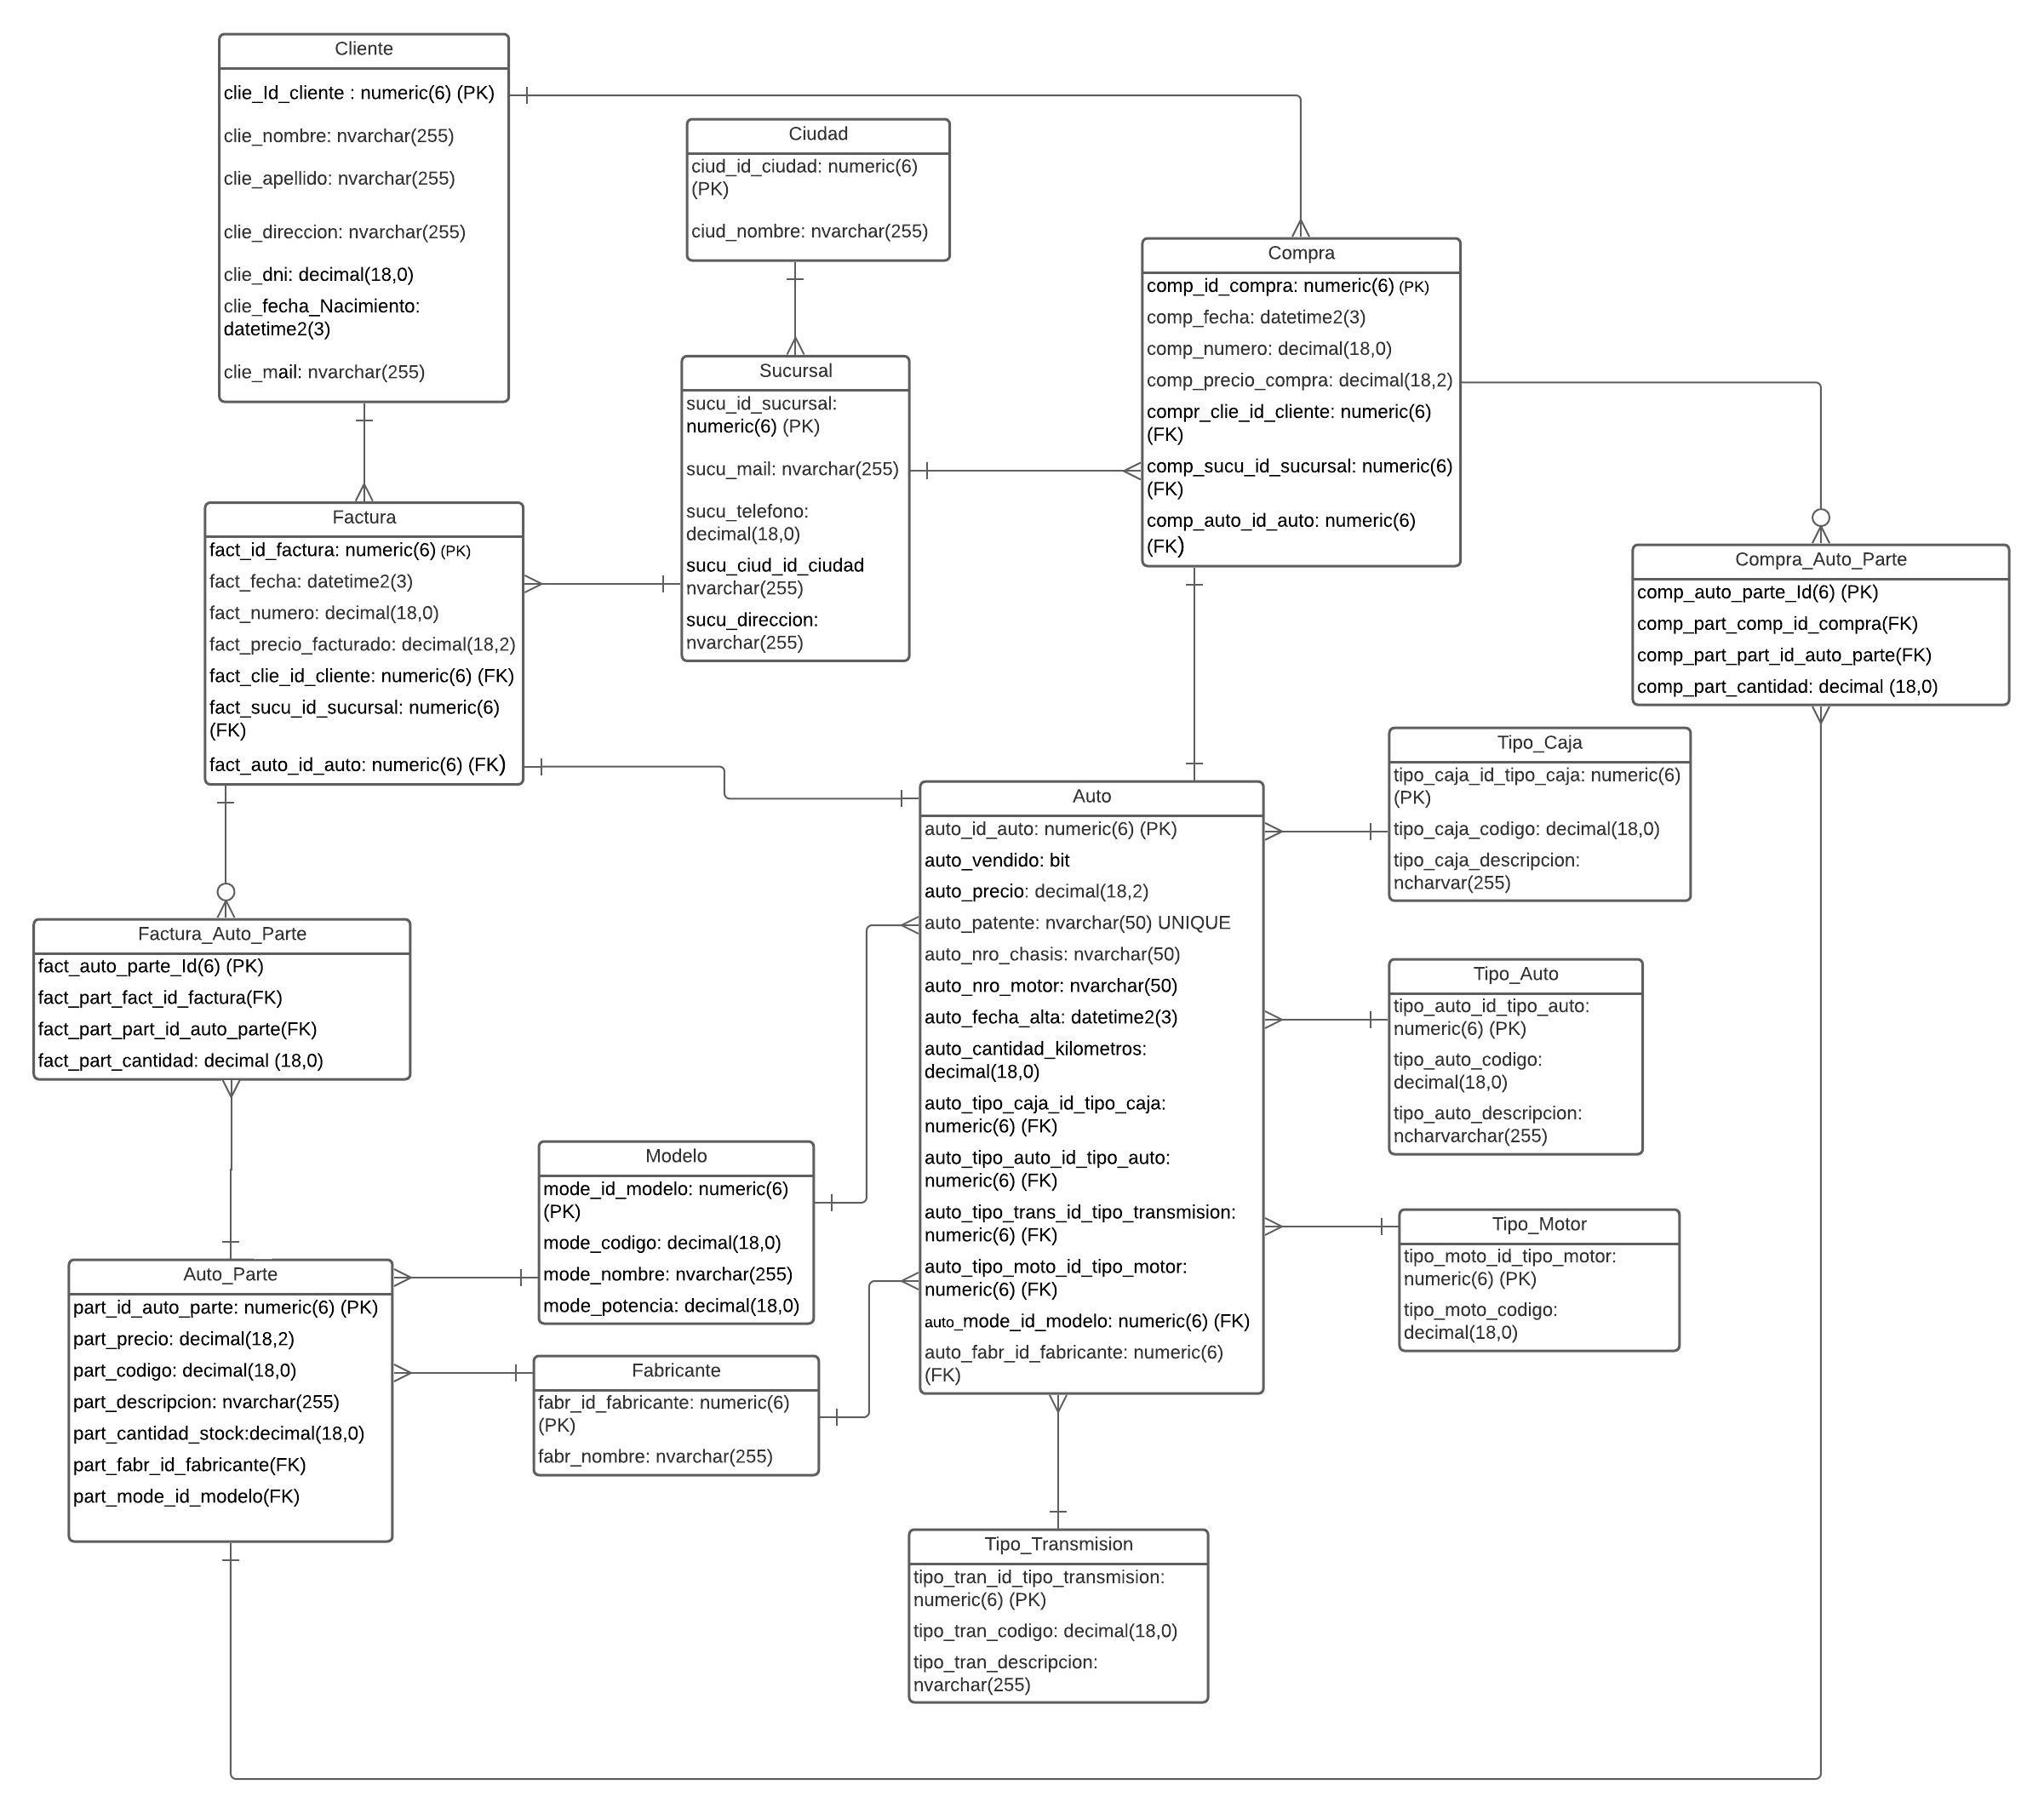 Cliente
clie_Id_cliente : numeric(6) (PK)
clie_nombre: nvarchar(255)
clie_apellido: nvarchar(255)
clie_direccion: nvarchar(255)
clie_dni: decimal(18,0)
clie_fecha_Nacimiento:
datetime2(3)
clie_mail: nvarchar(255)
Ciudad
ciud_id_ciudad: numeric(6)
(PK)
ciud_nombre: nvarchar(255)
Compra
comp_id_compra: numeric(6) (PK)
comp_fecha: datetime2(3)
comp_numero: decimal(18,0)
comp_precio_compra: decimal(18,2)
compr_clie_id_cliente: numeric(6)
(FK)
comp_sucu_id_sucursal: numeric(6)
(FK)
comp_auto_id_auto: numeric(6)
(FK)
Sucursal
sucu_id_sucursal:
numeric(6) (PK)
sucu_mail: nvarchar(255)
sucu_telefono:
decimal(18,0)
sucu_ciud_id_ciudad
nvarchar(255)
sucu_direccion:
nvarchar(255)
Factura
fact_id_factura: numeric(6) (PK)
fact_fecha: datetime2(3)
fact_numero: decimal(18,0)
fact_precio_facturado: decimal(18,2)
fact_clie_id_cliente: numeric(6) (FK)
fact_sucu_id_sucursal: numeric(6)
(FK)
fact_auto_id_auto: numeric(6) (FK)
Compra_Auto_Parte
comp_auto_parte_Id(6) (PK)
comp_part_comp_id_compra(FK)
comp_part_part_id_auto_parte(FK)
comp_part_cantidad: decimal (18,0)
Tipo_Caja
tipo_caja_id_tipo_caja: numeric(6)
(PK)
tipo_caja_codigo: decimal(18,0)
tipo_caja_descripcion:
ncharvar(255)
Auto
auto_id_auto: numeric(6) (PK)
auto_vendido: bit
auto_precio: decimal(18,2)
auto_patente: nvarchar(50) UNIQUE
auto_nro_chasis: nvarchar(50)
auto_nro_motor: nvarchar(50)
auto_fecha_alta: datetime2(3)
auto_cantidad_kilometros:
decimal(18,0)
auto_tipo_caja_id_tipo_caja:
numeric(6) (FK)
auto_tipo_auto_id_tipo_auto:
numeric(6) (FK)
auto_tipo_trans_id_tipo_transmision:
numeric(6) (FK)
auto_tipo_moto_id_tipo_motor:
numeric(6) (FK)
auto_mode_id_modelo: numeric(6) (FK)
auto_fabr_id_fabricante: numeric(6)
(FK)
Factura_Auto_Parte
fact_auto_parte_Id(6) (PK)
fact_part_fact_id_factura(FK)
fact_part_part_id_auto_parte(FK)
fact_part_cantidad: decimal (18,0)
Tipo_Auto
tipo_auto_id_tipo_auto:
numeric(6) (PK)
tipo_auto_codigo:
decimal(18,0)
tipo_auto_descripcion:
ncharvarchar(255)
Modelo
mode_id_modelo: numeric(6)
(PK)
mode_codigo: decimal(18,0)
mode_nombre: nvarchar(255)
mode_potencia: decimal(18,0)
Tipo_Motor
tipo_moto_id_tipo_motor:
numeric(6) (PK)
tipo_moto_codigo:
decimal(18,0)
Auto_Parte
part_id_auto_parte: numeric(6) (PK)
part_precio: decimal(18,2)
part_codigo: decimal(18,0)
part_descripcion: nvarchar(255)
part_cantidad_stock:decimal(18,0)
part_fabr_id_fabricante(FK)
part_mode_id_modelo(FK)
Fabricante
fabr_id_fabricante: numeric(6)
(PK)
fabr_nombre: nvarchar(255)
Tipo_Transmision
tipo_tran_id_tipo_transmision:
numeric(6) (PK)
tipo_tran_codigo: decimal(18,0)
tipo_tran_descripcion:
nvarchar(255)